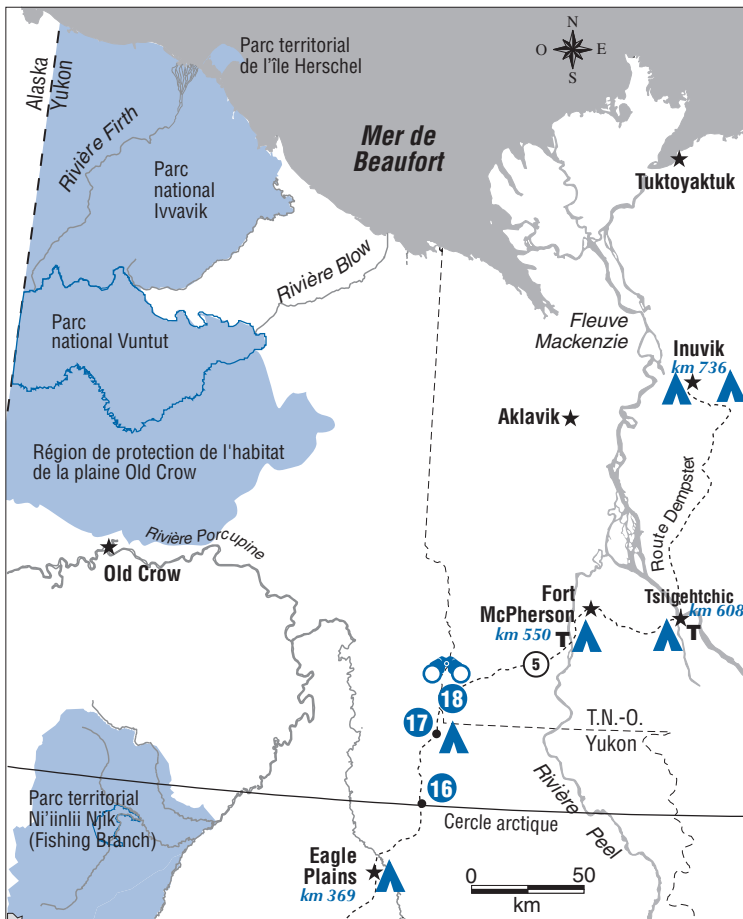 Parc territorial
de l'île Herschel
N
O
E
S
Alaska
Yukon
Rivière Firth
Mer de
Beaufort
Parc
national
Ivvavik
Tuktoyaktuk
Rivière Blow
Parc
national Vuntut
Fleuve
Mackenzie
Inuvik
km 736
Aklavik
Région de protection de l'habitat
de la plaine Old Crow
Route Dempster
Rivière Porcupine
Old Crow
Fort
McPherson
km 550
Tsiigehtchic
km 608
T
T
5
18
17
T.N.-O.
Yukon
16
Parc territorial
Ni'iinlii Njik
(Fishing Branch)
Cercle arctique
Rivière Peel
Eagle
Plains
km 369
0
50
km